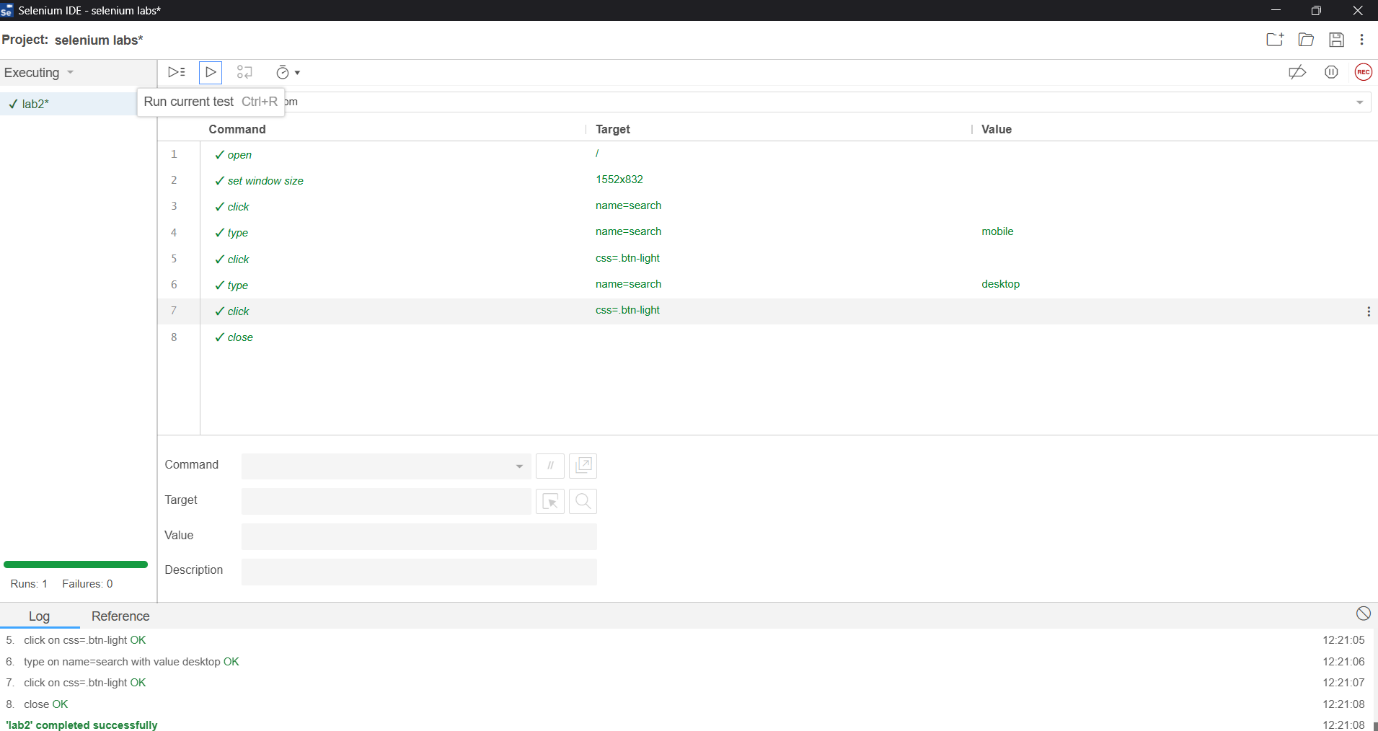 Se Selenium IDE - selenium labs*
Project: selenium labs*
Executing
✓ lab2*
Run current test Ctrl+R
REC
Command Target Value
1 ✓ open /
2 ✓ set window size 1552x832
3 ✓ click name=search
4 ✓ type name=search mobile
5 ✓ click css=.btn-light
6 ✓ type name=search desktop
7 ✓ click css=.btn-light
8 ✓ close
Command //
Target
Value
Description
Runs: 1 Failures: 0
Log Reference
5. click on css=.btn-light OK 12:21:05
6. type on name=search with value desktop OK 12:21:06
7. click on css=.btn-light OK 12:21:07
8. close OK 12:21:08
'lab2' completed successfully 12:21:08